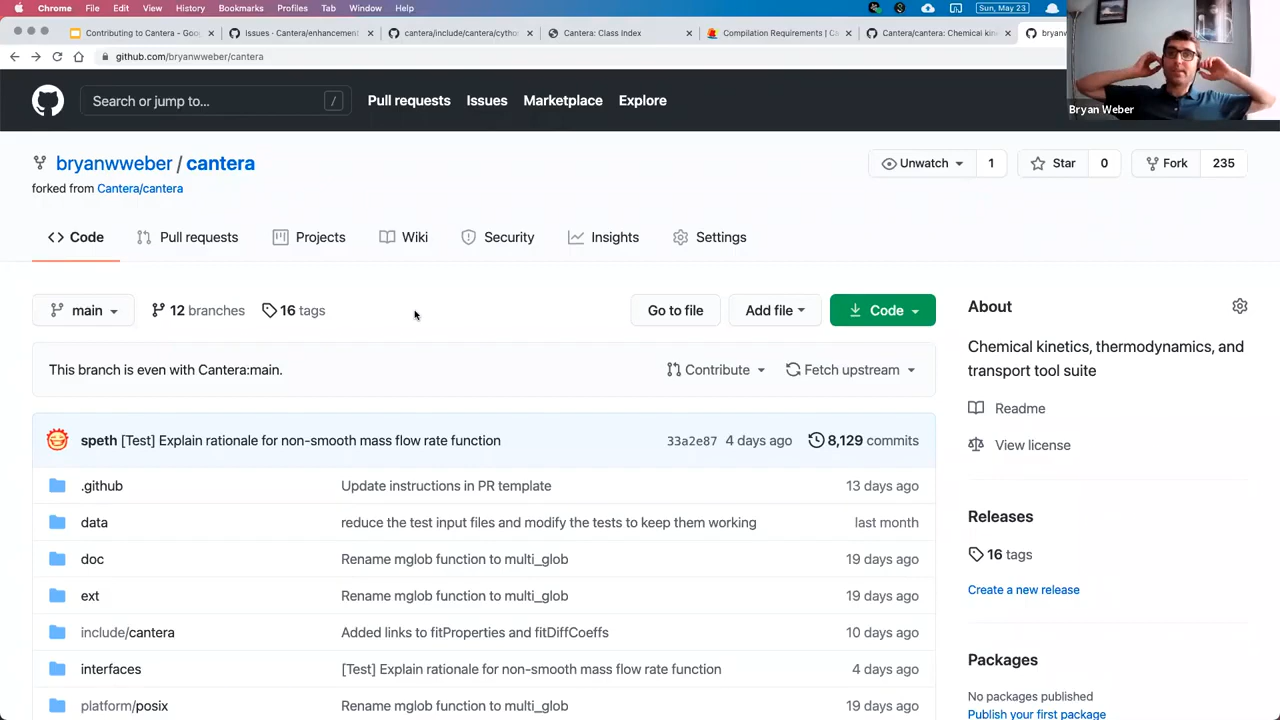 Chrome File Edit View History Bookmarks Profiles Tab Window Help Sun, May 23
Contributing to Cantera - Goo × Issues · Cantera/enhancement × cantera/include/cantera/cytho × Cantera: Class Index × Compilation Requirements | Ca × Cantera/cantera: Chemical kin × bryanw
github.com/bryanwweber/cantera
Bryan Weber
Search or jump to... / Pull requests Issues Marketplace Explore
bryanwweber / cantera Unwatch 1 Star 0 Fork 235
forked from Cantera/cantera
Code Pull requests Projects Wiki Security Insights Settings
main 12 branches 16 tags Go to file Add file Code
This branch is even with Cantera:main. Contribute Fetch upstream
speth [Test] Explain rationale for non-smooth mass flow rate function 33a2e87 4 days ago 8,129 commits
.github Update instructions in PR template 13 days ago
data reduce the test input files and modify the tests to keep them working last month
doc Rename mglob function to multi_glob 19 days ago
ext Rename mglob function to multi_glob 19 days ago
include/cantera Added links to fitProperties and fitDiffCoeffs 10 days ago
interfaces [Test] Explain rationale for non-smooth mass flow rate function 4 days ago
platform/posix Rename mglob function to multi_glob 19 days ago
About
Chemical kinetics, thermodynamics, and
transport tool suite
Readme
View license
Releases
16 tags
Create a new release
Packages
No packages published
Publish your first package